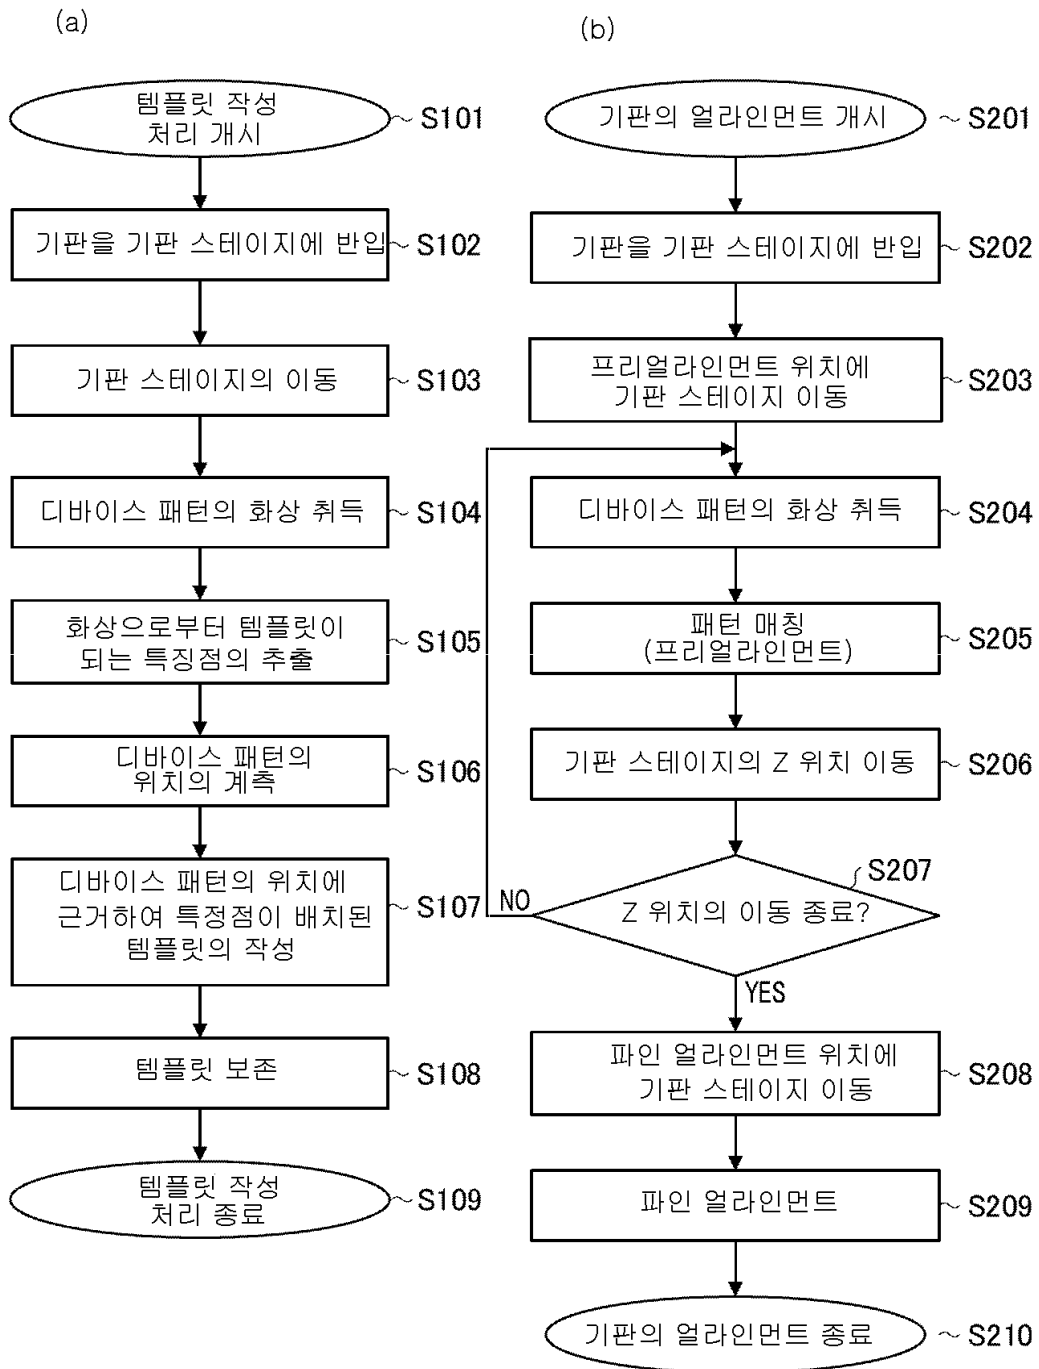 (a)
템플릿 작성
처리 개시
S101
기판을 기판 스테이지에 반입
S102
기판 스테이지의 이동
S103
디바이스 패턴의 화상 취득
S104
화상으로부터 템플릿이
되는 특징점의 추출
S105
디바이스 패턴의
위치의 계측
S106
디바이스 패턴의 위치에
근거하여 특정점이 배치된
템플릿의 작성
S107
템플릿 보존
S108
템플릿 작성
처리 종료
S109
(b)
기판의 얼라인먼트 개시
S201
기판을 기판 스테이지에 반입
S202
프리얼라인먼트 위치에
기판 스테이지 이동
S203
디바이스 패턴의 화상 취득
S204
패턴 매칭
(프리얼라인먼트)
S205
기판 스테이지의 Z 위치 이동
S206
S207
NO
Z 위치의 이동 종료?
YES
파인 얼라인먼트 위치에
기판 스테이지 이동
S208
파인 얼라인먼트
S209
기판의 얼라인먼트 종료
S210